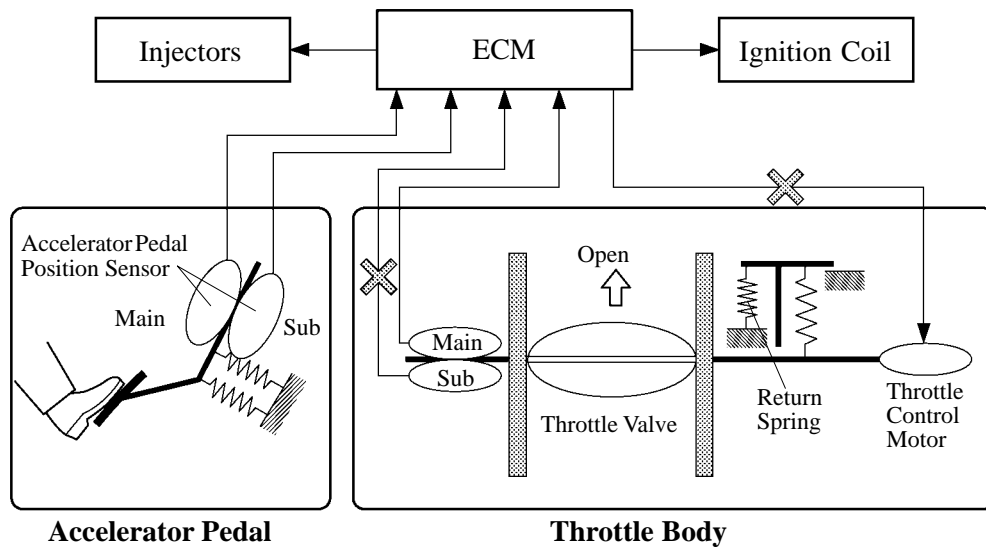 Injectors
ECM
Ignition Coil
Accelerator Pedal
Position Sensor
Main
Sub
Open
Main
Sub
Throttle Valve
Return
Spring
Throttle
Control
Motor
Accelerator Pedal
Throttle Body